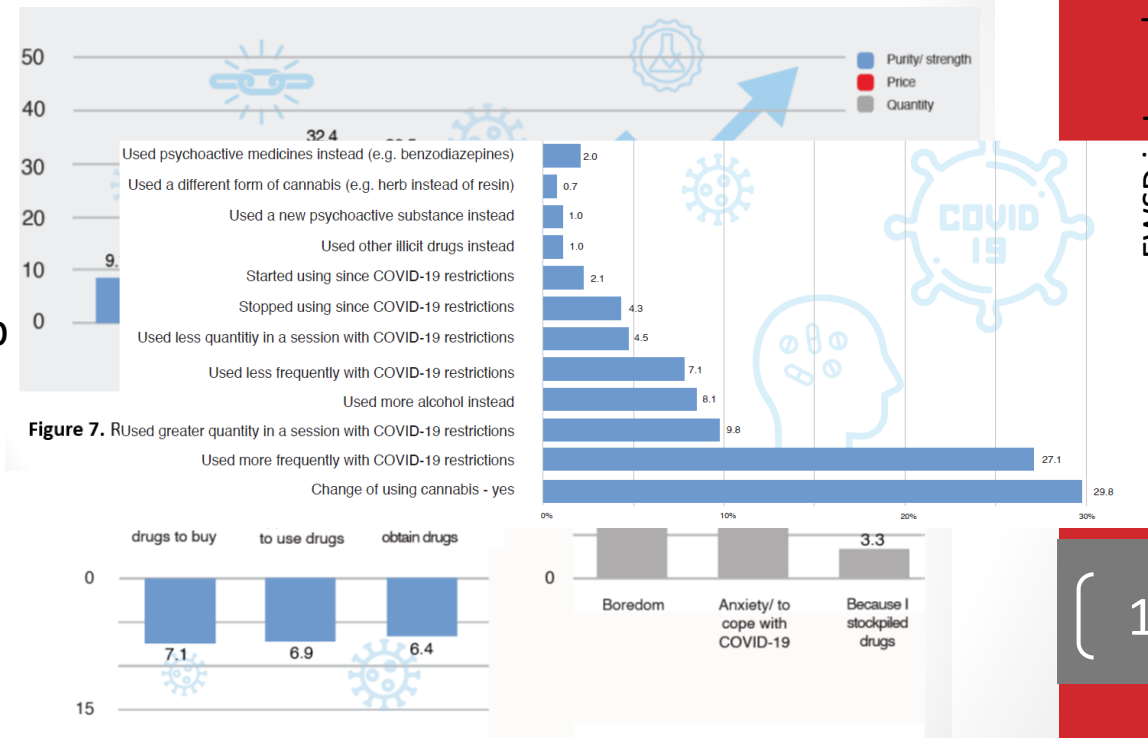 50
Purity/ strength
Price
Quantity
40
32.4
30
20
10
9.
0
Used psychoactive medicines instead (e.g. benzodiazepines)
2.0
Used a different form of cannabis (e.g. herb instead of resin)
0.7
Used a new psychoactive substance instead
1.0
Used other illicit drugs instead
1.0
Started using since COVID-19 restrictions
2.1
Stopped using since COVID-19 restrictions
4.3
Used less quantitiy in a session with COVID-19 restrictions
4.5
Used less frequently with COVID-19 restrictions
7.1
Used more alcohol instead
8.1
Figure 7. R
Used greater quantity in a session with COVID-19 restrictions
9.8
Used more frequently with COVID-19 restrictions
27.1
Change of using cannabis - yes
29.8
0%
10%
20%
30%
COVID
19
drugs to buy
to use drugs
obtain drugs
0
7.1
6.9
6.4
15
0
3.3
Boredom
Anxiety/ to
cope with
COVID-19
Because I
stockpiled
drugs
1